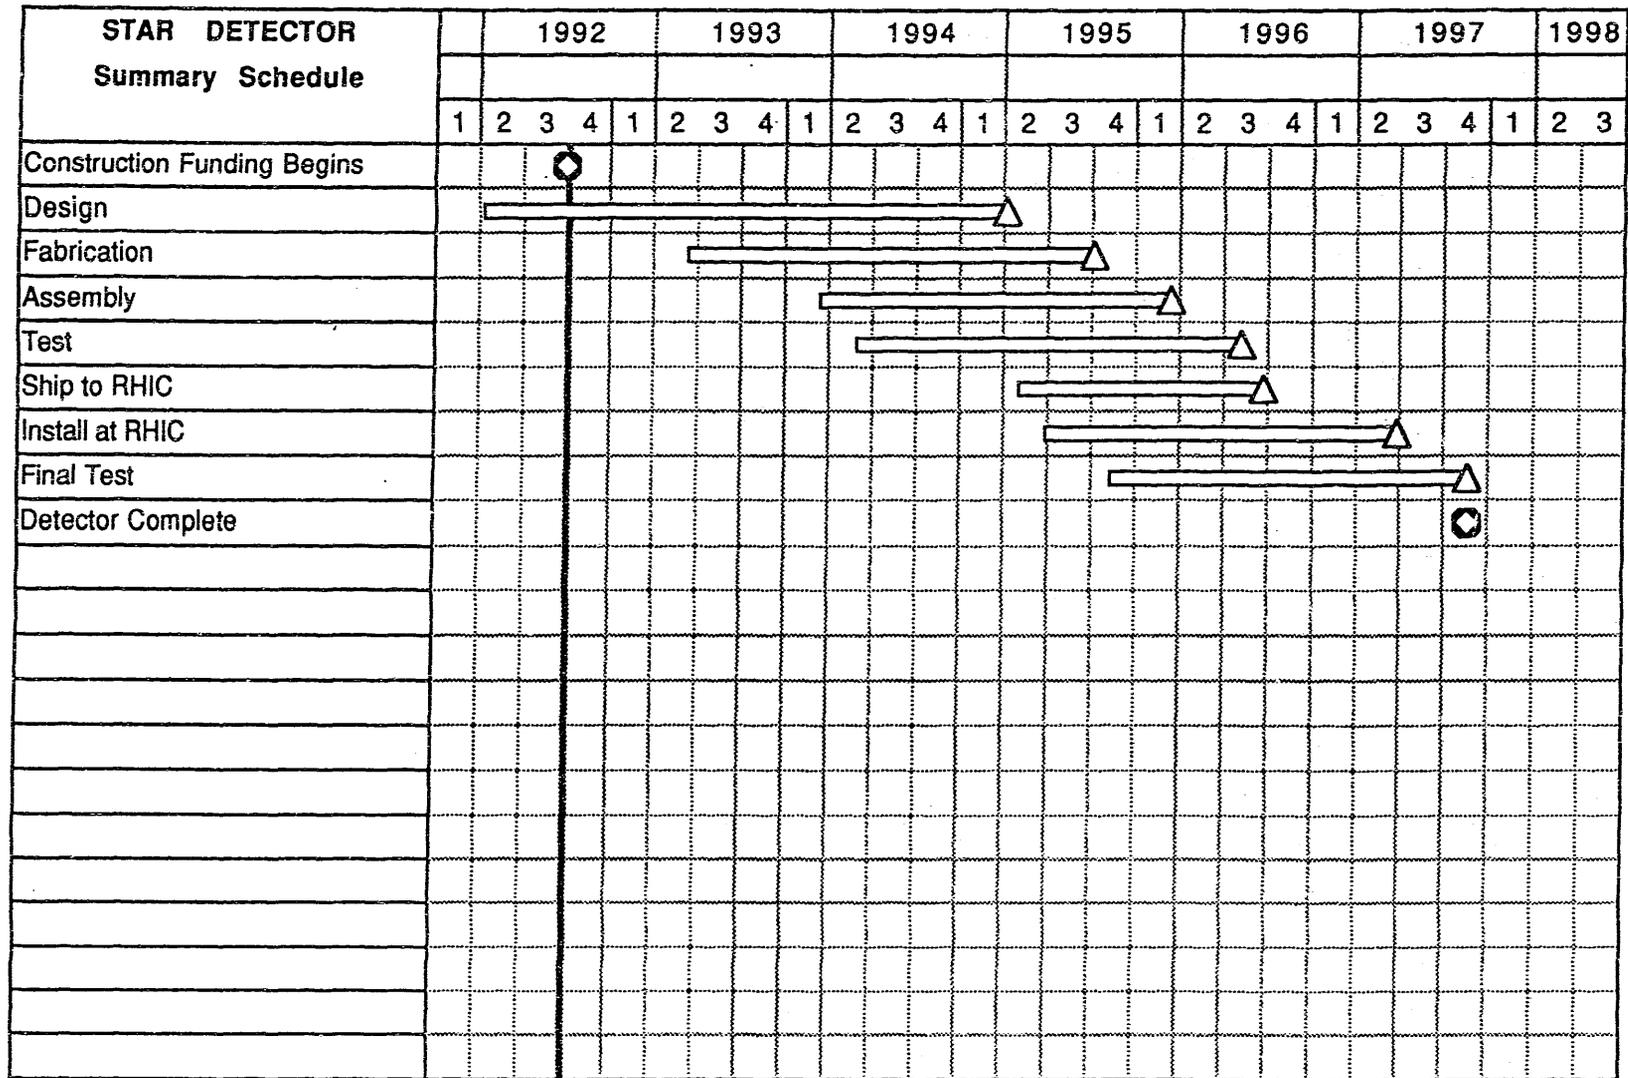 STAR DETECTOR
Summary Schedule
1992 1993 1994 1995 1996 1997 1998
1 2 3 4 1 2 3 4 1 2 3 4 1 2 3 4 1 2 3 4 1 2 3 4 1 2 3
Construction Funding Begins
Design
Fabrication
Assembly
Test
Ship to RHIC
Install at RHIC
Final Test
Detector Complete